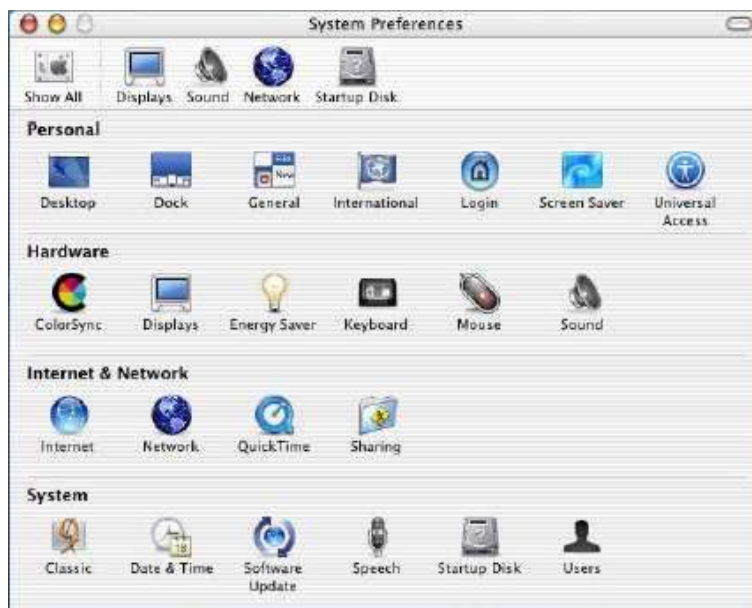 System Preferences
Show All Displays Sound Network Startup Disk
Personal
Desktop Dock General International Login Screen Saver Universal Access
Hardware
ColorSync Displays Energy Saver Keyboard Mouse Sound
Internet & Network
Internet Network QuickTime Sharing
System
Classic Date & Time Software Update Speech Startup Disk Users